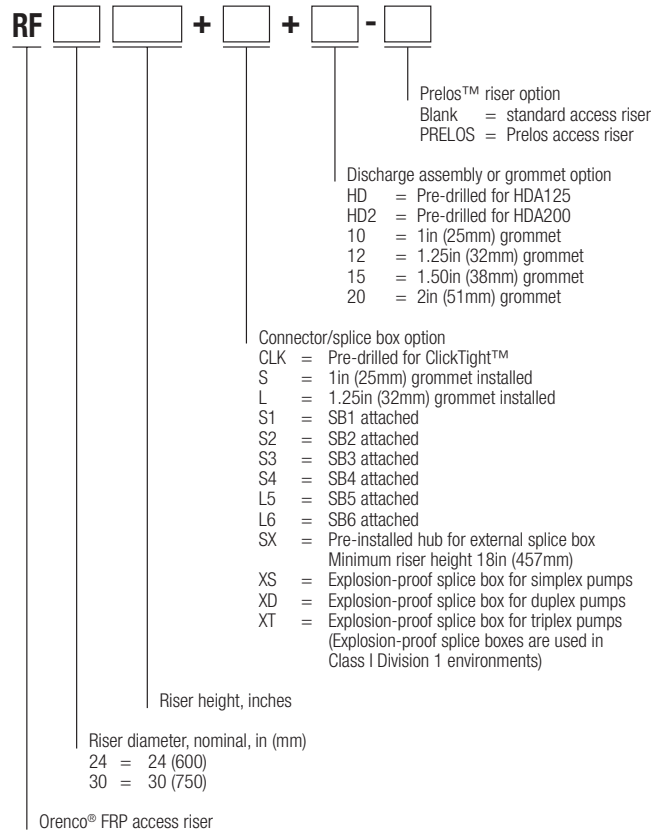 RF + + -
Prelos™ riser option
Blank = standard access riser
PRELOS = Prelos access riser
Discharge assembly or grommet option
HD = Pre-drilled for HDA125
HD2 = Pre-drilled for HDA200
10 = 1in (25mm) grommet
12 = 1.25in (32mm) grommet
15 = 1.50in (38mm) grommet
20 = 2in (51mm) grommet
Connector/splice box option
CLK = Pre-drilled for ClickTight™
S = 1in (25mm) grommet installed
L = 1.25in (32mm) grommet installed
S1 = SB1 attached
S2 = SB2 attached
S3 = SB3 attached
S4 = SB4 attached
L5 = SB5 attached
L6 = SB6 attached
SX = Pre-installed hub for external splice box
Minimum riser height 18in (457mm)
XS = Explosion-proof splice box for simplex pumps
XD = Explosion-proof splice box for duplex pumps
XT = Explosion-proof splice box for triplex pumps
(Explosion-proof splice boxes are used in
Class I Division 1 environments)
Riser height, inches
Riser diameter, nominal, in (mm)
24 = 24 (600)
30 = 30 (750)
Orenco® FRP access riser